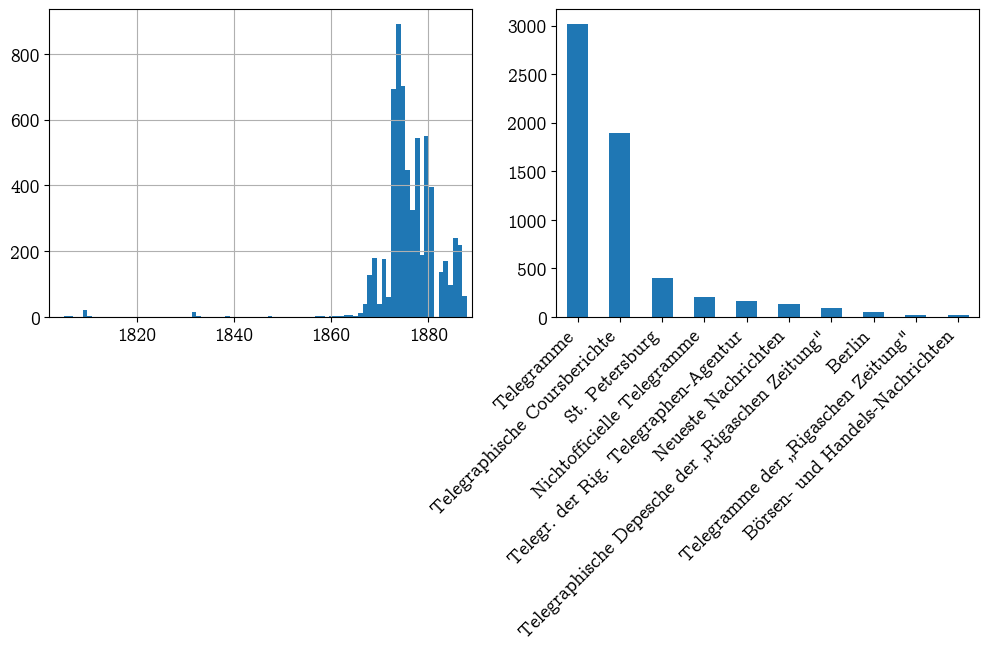 800
600
400
200
0
1820
1840
1860
1880
3000
2500
2000
1500
1000
500
0
Telegramme
Telegraphische Coursberichte
St. Petersburg
Nichtofficielle Telegramme
Telegr. der Rig. Telegraphen-Agentur
Neueste Nachrichten
Telegraphische Depesche der „Rigaschen Zeitung"
Berlin
Telegramme der „Rigaschen Zeitung"
Börsen- und Handels-Nachrichten